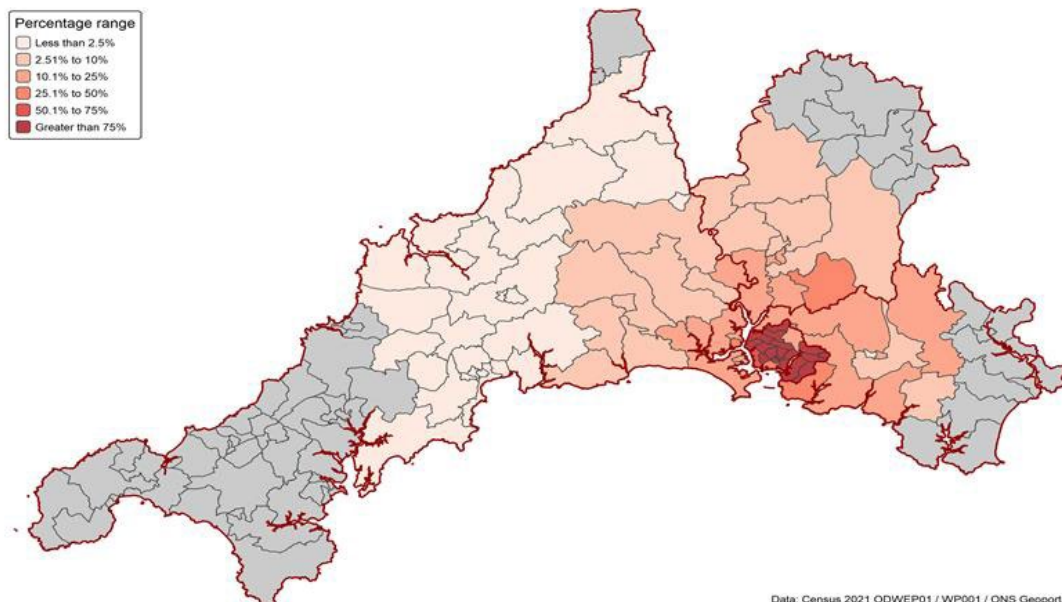 Percentage range
Less than 2.5%
2.51% to 10%
10.1% to 25%
25.1% to 50%
50.1% to 75%
Greater than 75%
Data: Census 2021 ODWEP01 / WP001 / ONS Geoport